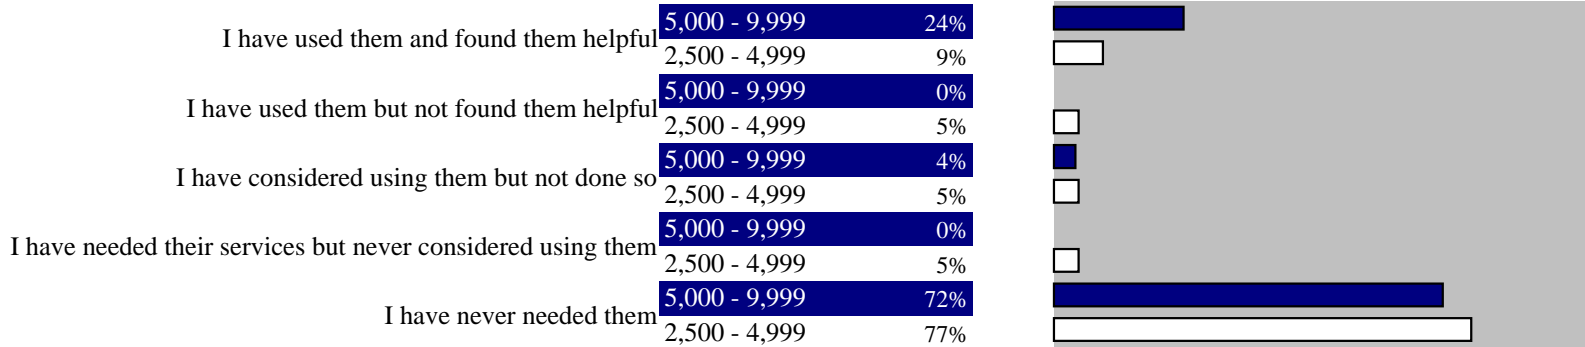 I have used them and found them helpful
5,000 - 9,999 24%
2,500 - 4,999 9%
I have used them but not found them helpful
5,000 - 9,999 0%
2,500 - 4,999 5%
I have considered using them but not done so
5,000 - 9,999 4%
2,500 - 4,999 5%
I have needed their services but never considered using them
5,000 - 9,999 0%
2,500 - 4,999 5%
I have never needed them
5,000 - 9,999 72%
2,500 - 4,999 77%